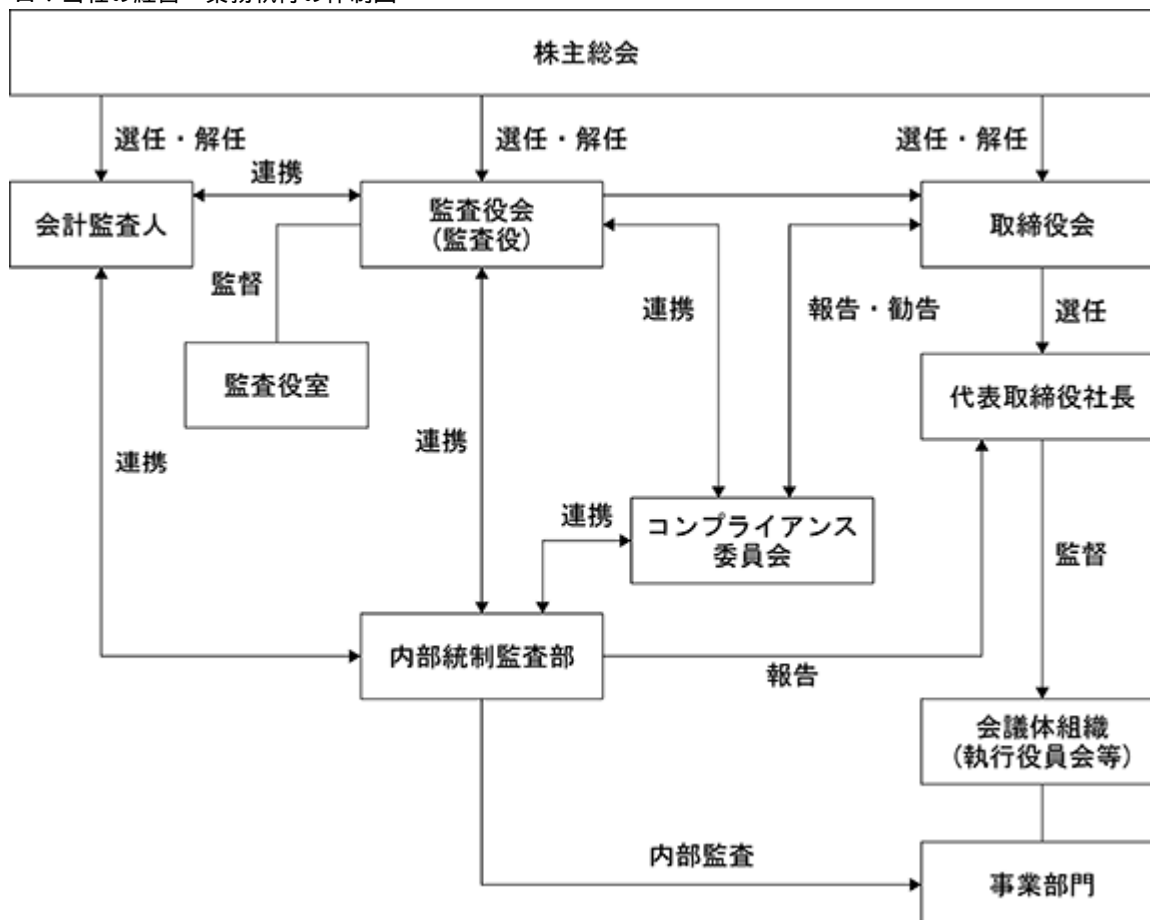 株主総会
選任・解任
選任・解任
選任・解任
連携
会計監査人
監査役会
(監査役)
取締役会
監督
連携
報告・勧告
選任
監査役室
代表取締役社長
連携
連携
連携
コンプライアンス
委員会
監督
内部統制監査部
報告
会議体組織
(執行役員会等)
内部監査
事業部門